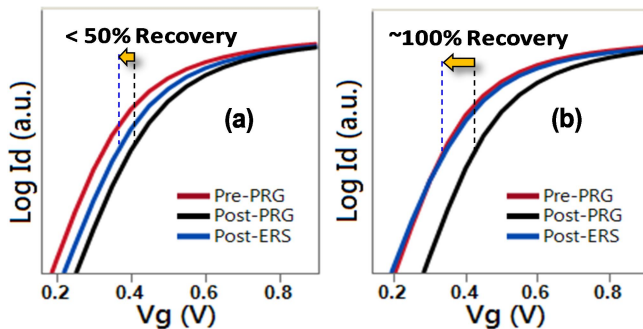 < 50% Recovery
(a)
Log Id (a.u.)
Pre-PRG
Post-PRG
Post-ERS
0.2 0.4 0.6 0.8
Vg (V)
~100% Recovery
(b)
Log Id (a.u.)
Pre-PRG
Post-PRG
Post-ERS
0.2 0.4 0.6 0.8
Vg (V)